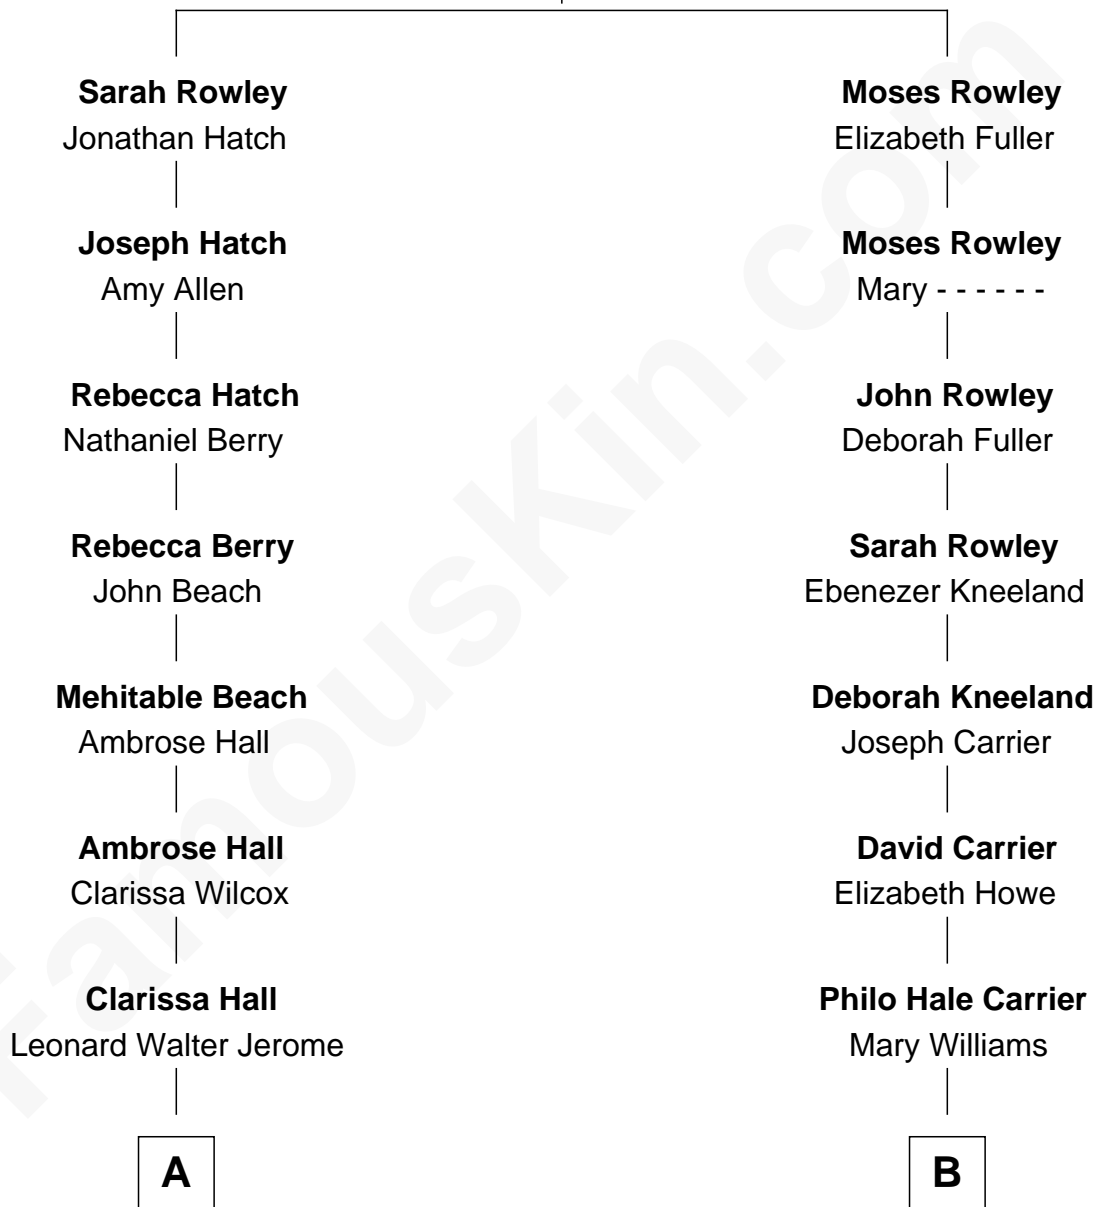 Sarah Rowley
Jonathan Hatch
Joseph Hatch
Amy Allen
Rebecca Hatch
Nathaniel Berry
Rebecca Berry
John Beach
Mehitable Beach
Ambrose Hall
Ambrose Hall
Clarissa Wilcox
Clarissa Hall
Leonard Walter Jerome
A
Moses Rowley
Elizabeth Fuller
Moses Rowley
Mary - - - - - -
John Rowley
Deborah Fuller
Sarah Rowley
Ebenezer Kneeland
Deborah Kneeland
Joseph Carrier
David Carrier
Elizabeth Howe
Philo Hale Carrier
Mary Williams
B
FamousKin.com